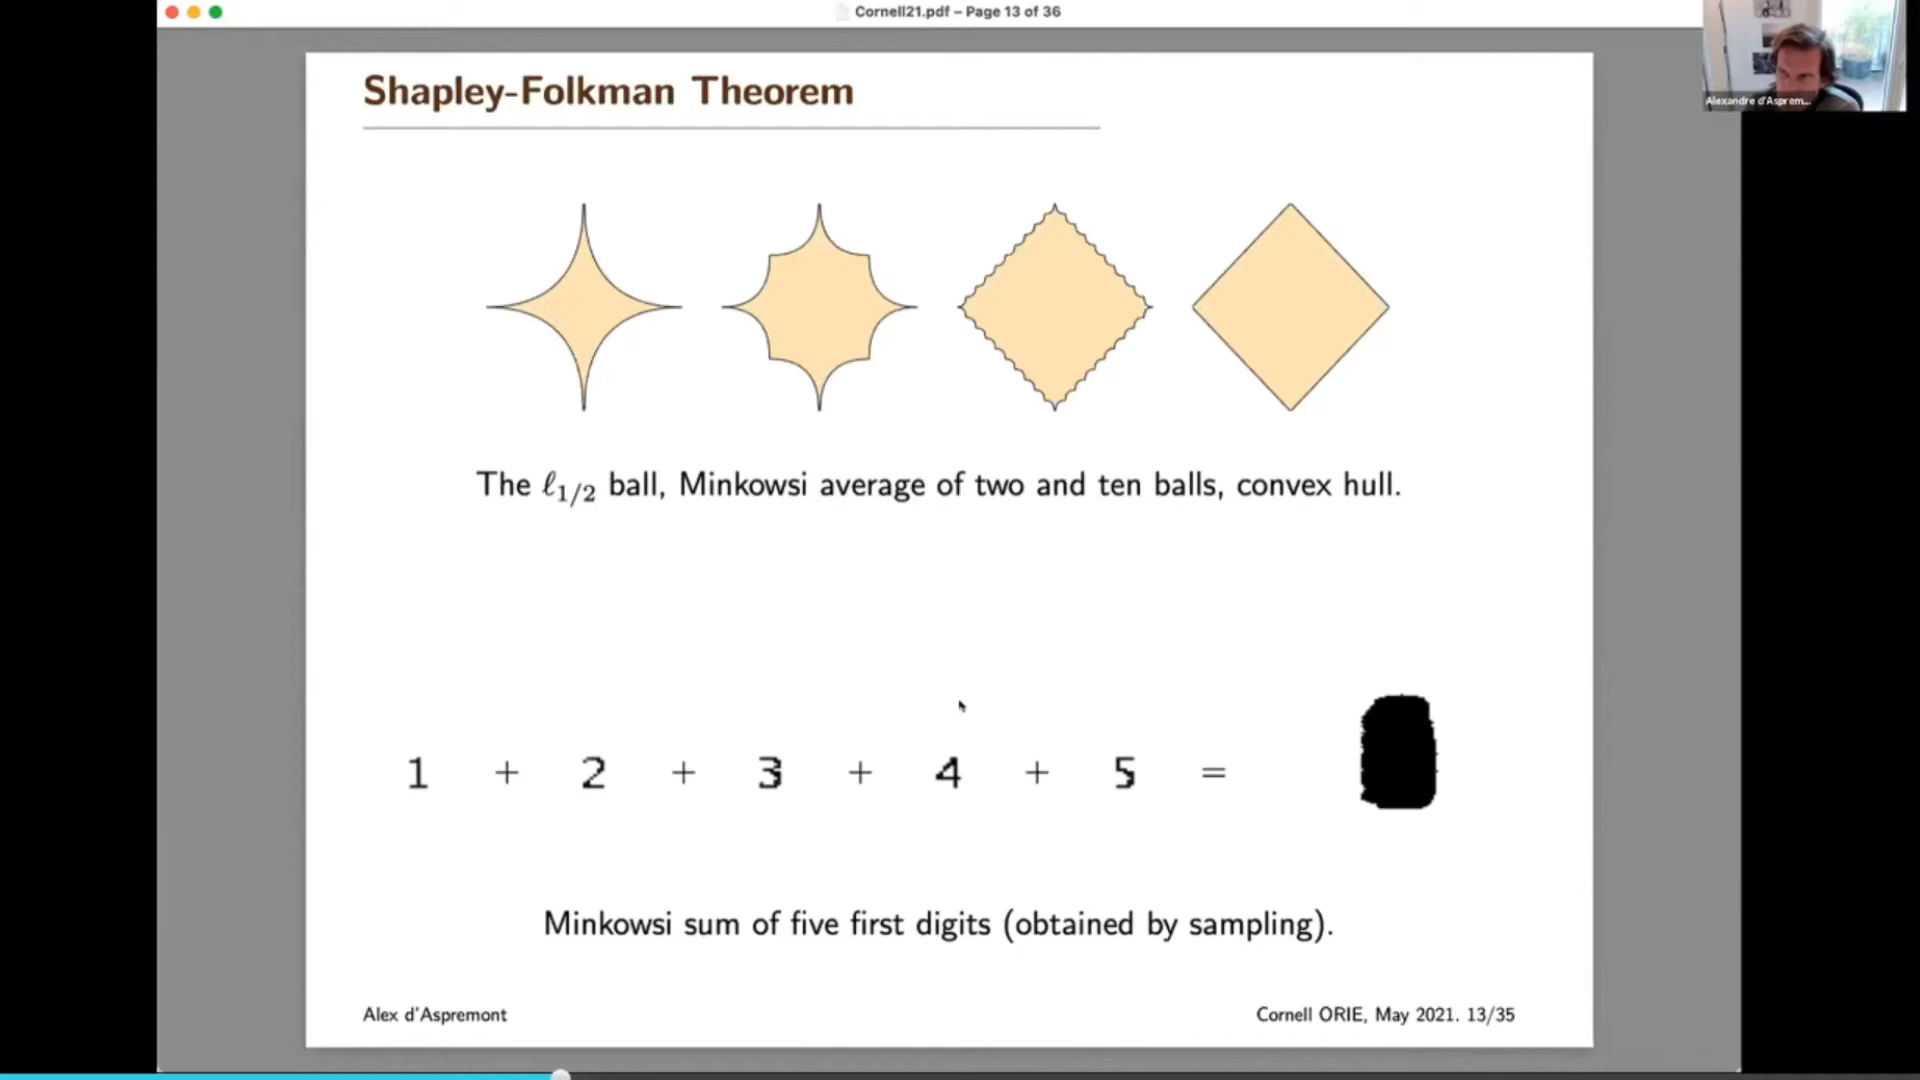 Cornell21.pdf – Page 13 of 36
Alexandre d'Asprem...
Shapley-Folkman Theorem
The ℓ1/2 ball, Minkowsi average of two and ten balls, convex hull.
1 + 2 + 3 + 4 + 5 =
Minkowsi sum of five first digits (obtained by sampling).
Alex d'Aspremont
Cornell ORIE, May 2021. 13/35